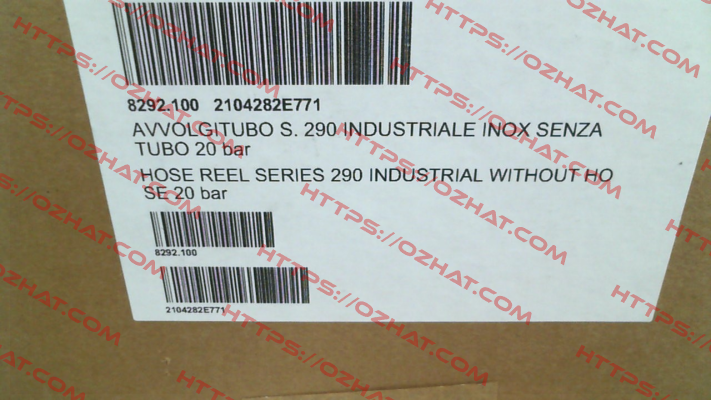 8292.100 2104282E771
AVVOLGITUBO S. 290 INDUSTRIALE INOX SENZA
TUBO 20 bar
HOSE REEL SERIES 290 INDUSTRIAL WITHOUT HO
SE 20 bar
8292.100
2104282E771
HTTPS://OZHAT.COM